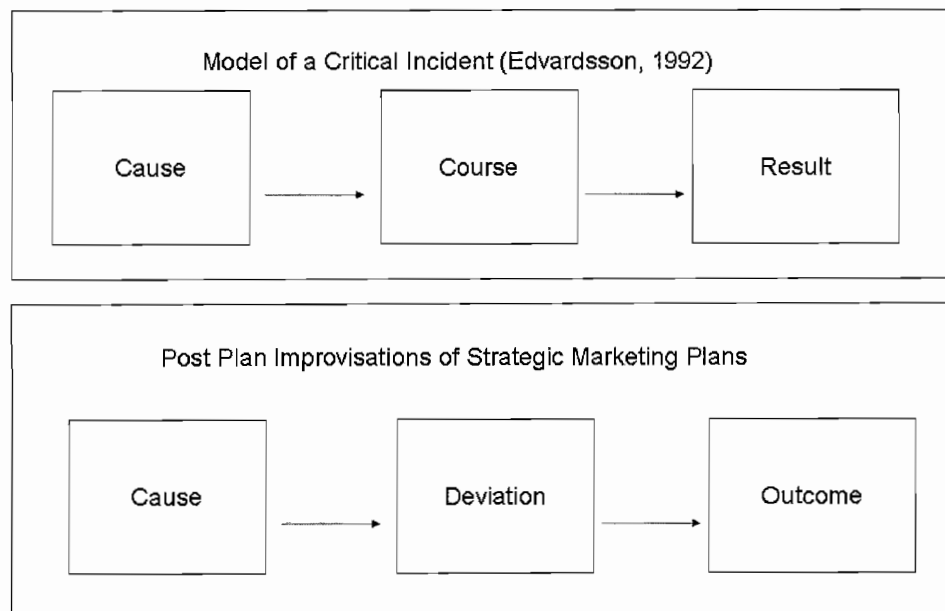 Model of a Critical Incident (Edvardsson, 1992)
Cause
Course
Result
Post Plan Improvisations of Strategic Marketing Plans
Cause
Deviation
Outcome